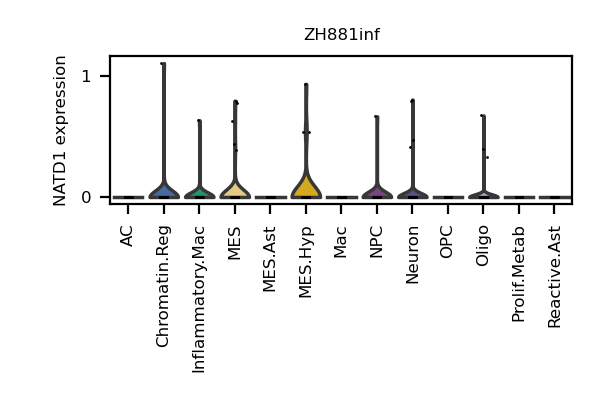 ZH881inf
NATD1 expression
1
0
AC
Chromatin.Reg
Inflammatory.Mac
MES
MES.Ast
MES.Hyp
Mac
NPC
Neuron
OPC
Oligo
Prolif.Metab
Reactive.Ast